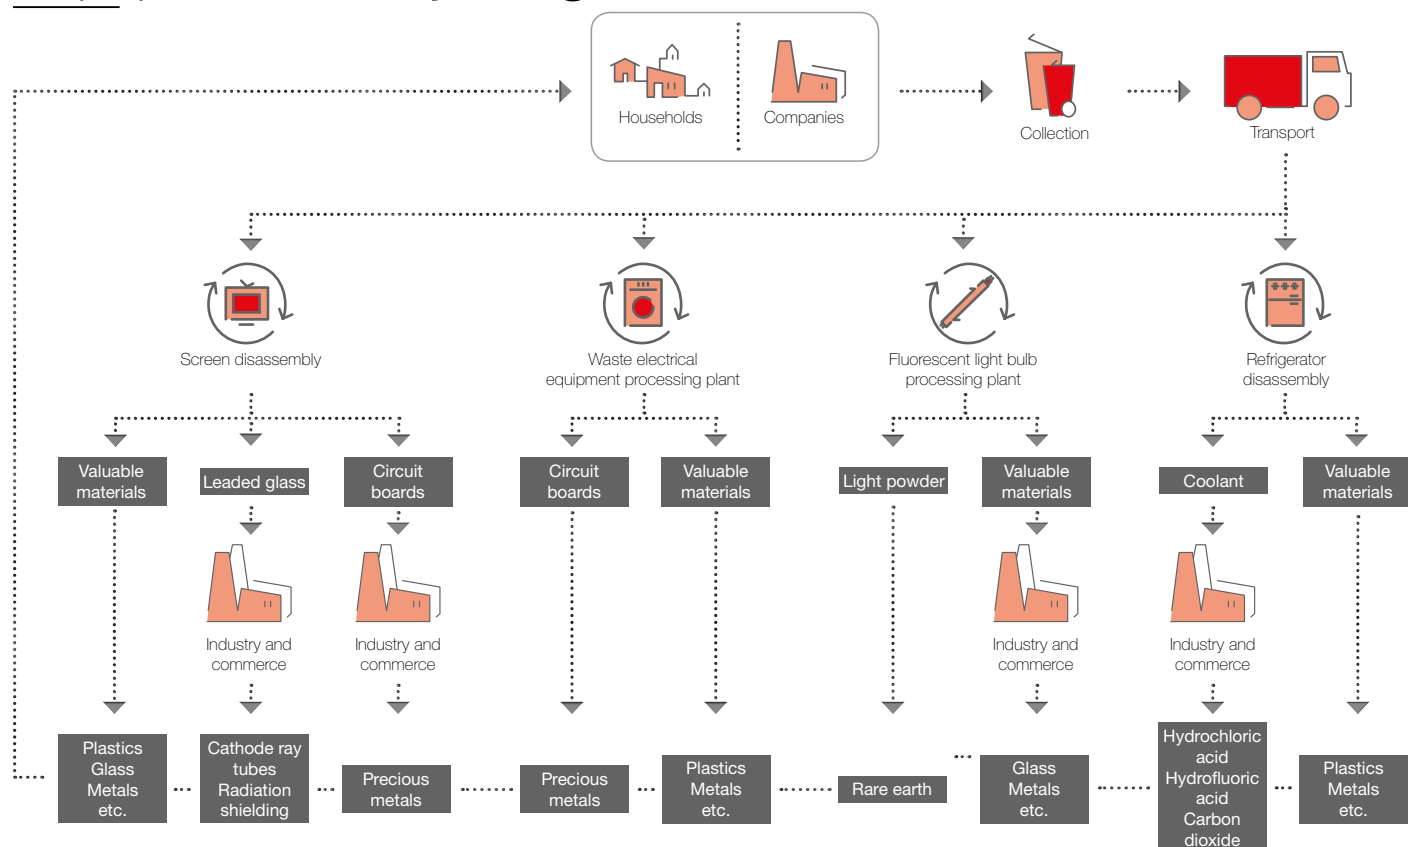 Households
Companies
Collection
Transport
Screen disassembly
Waste electrical
equipment processing plant
Fluorescent light bulb
processing plant
Refrigerator
disassembly
Valuable
materials
Leaded glass
Circuit
boards
Circuit
boards
Valuable
materials
Light powder
Valuable
materials
Coolant
Valuable
materials
Industry and
commerce
Industry and
commerce
Industry and
commerce
Industry and
commerce
Plastics
Glass
Metals
etc.
Cathode ray
tubes
Radiation
shielding
Precious
metals
Precious
metals
Plastics
Metals
etc.
Rare earth
Glass
Metals
etc.
Hydrochloric
acid
Hydrofluoric
acid
Carbon
dioxide
Plastics
Metals
etc.